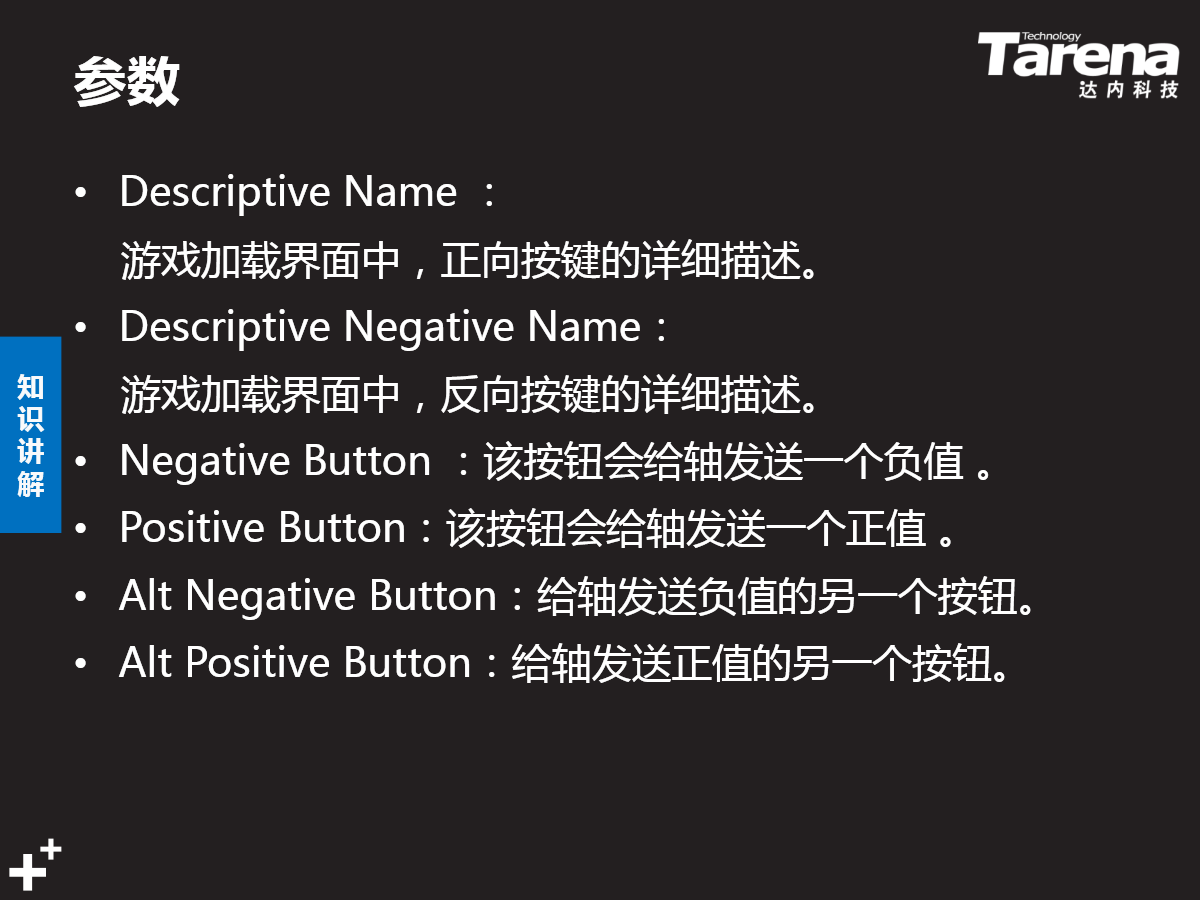 参数
Technology
Tarena
达内科技
• Descriptive Name ：
游戏加载界面中，正向按键的详细描述。
• Descriptive Negative Name：
游戏加载界面中，反向按键的详细描述。
• Negative Button ：该按钮会给轴发送一个负值 。
• Positive Button：该按钮会给轴发送一个正值 。
• Alt Negative Button：给轴发送负值的另一个按钮。
• Alt Positive Button：给轴发送正值的另一个按钮。
知识讲解